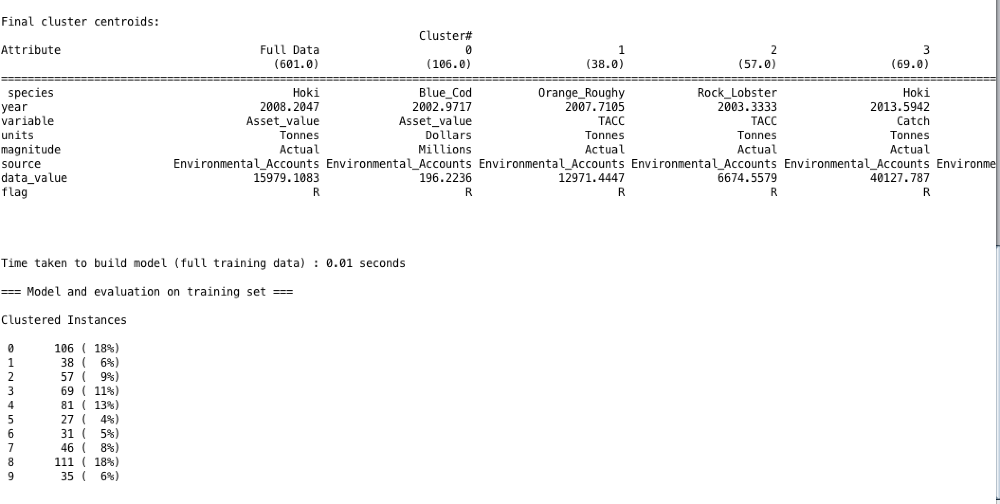 Final cluster centroids:
Cluster#
Attribute Full Data 0 1 2 3
(601.0) (106.0) (38.0) (57.0) (69.0)
================================================================================
species Hoki Blue_Cod Orange_Roughy Rock_Lobster Hoki
year 2008.2047 2002.9717 2007.7105 2003.3333 2013.5942
variable Asset_value Asset_value TACC TACC Catch
units Tonnes Dollars Tonnes Tonnes Tonnes
magnitude Actual Millions Actual Actual Actual
source Environmental_Accounts Environmental_Accounts Environmental_Accounts Environmental_Accounts Environmental_Accounts Environme
data_value 15979.1083 196.2236 12971.4447 6674.5579 40127.787
flag R R R R R
Time taken to build model (full training data) : 0.01 seconds
=== Model and evaluation on training set ===
Clustered Instances
0 106 ( 18%)
1 38 ( 6%)
2 57 ( 9%)
3 69 ( 11%)
4 81 ( 13%)
5 27 ( 4%)
6 31 ( 5%)
7 46 ( 8%)
8 111 ( 18%)
9 35 ( 6%)